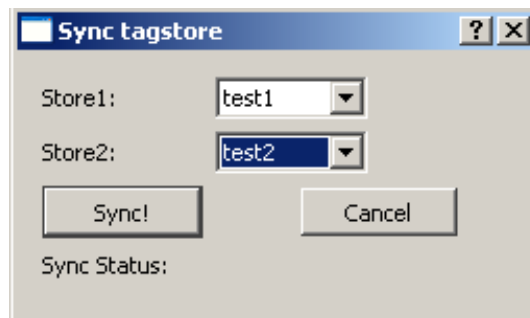 Sync tagstore
Store1: test1
Store2: test2
Sync! Cancel
Sync Status: